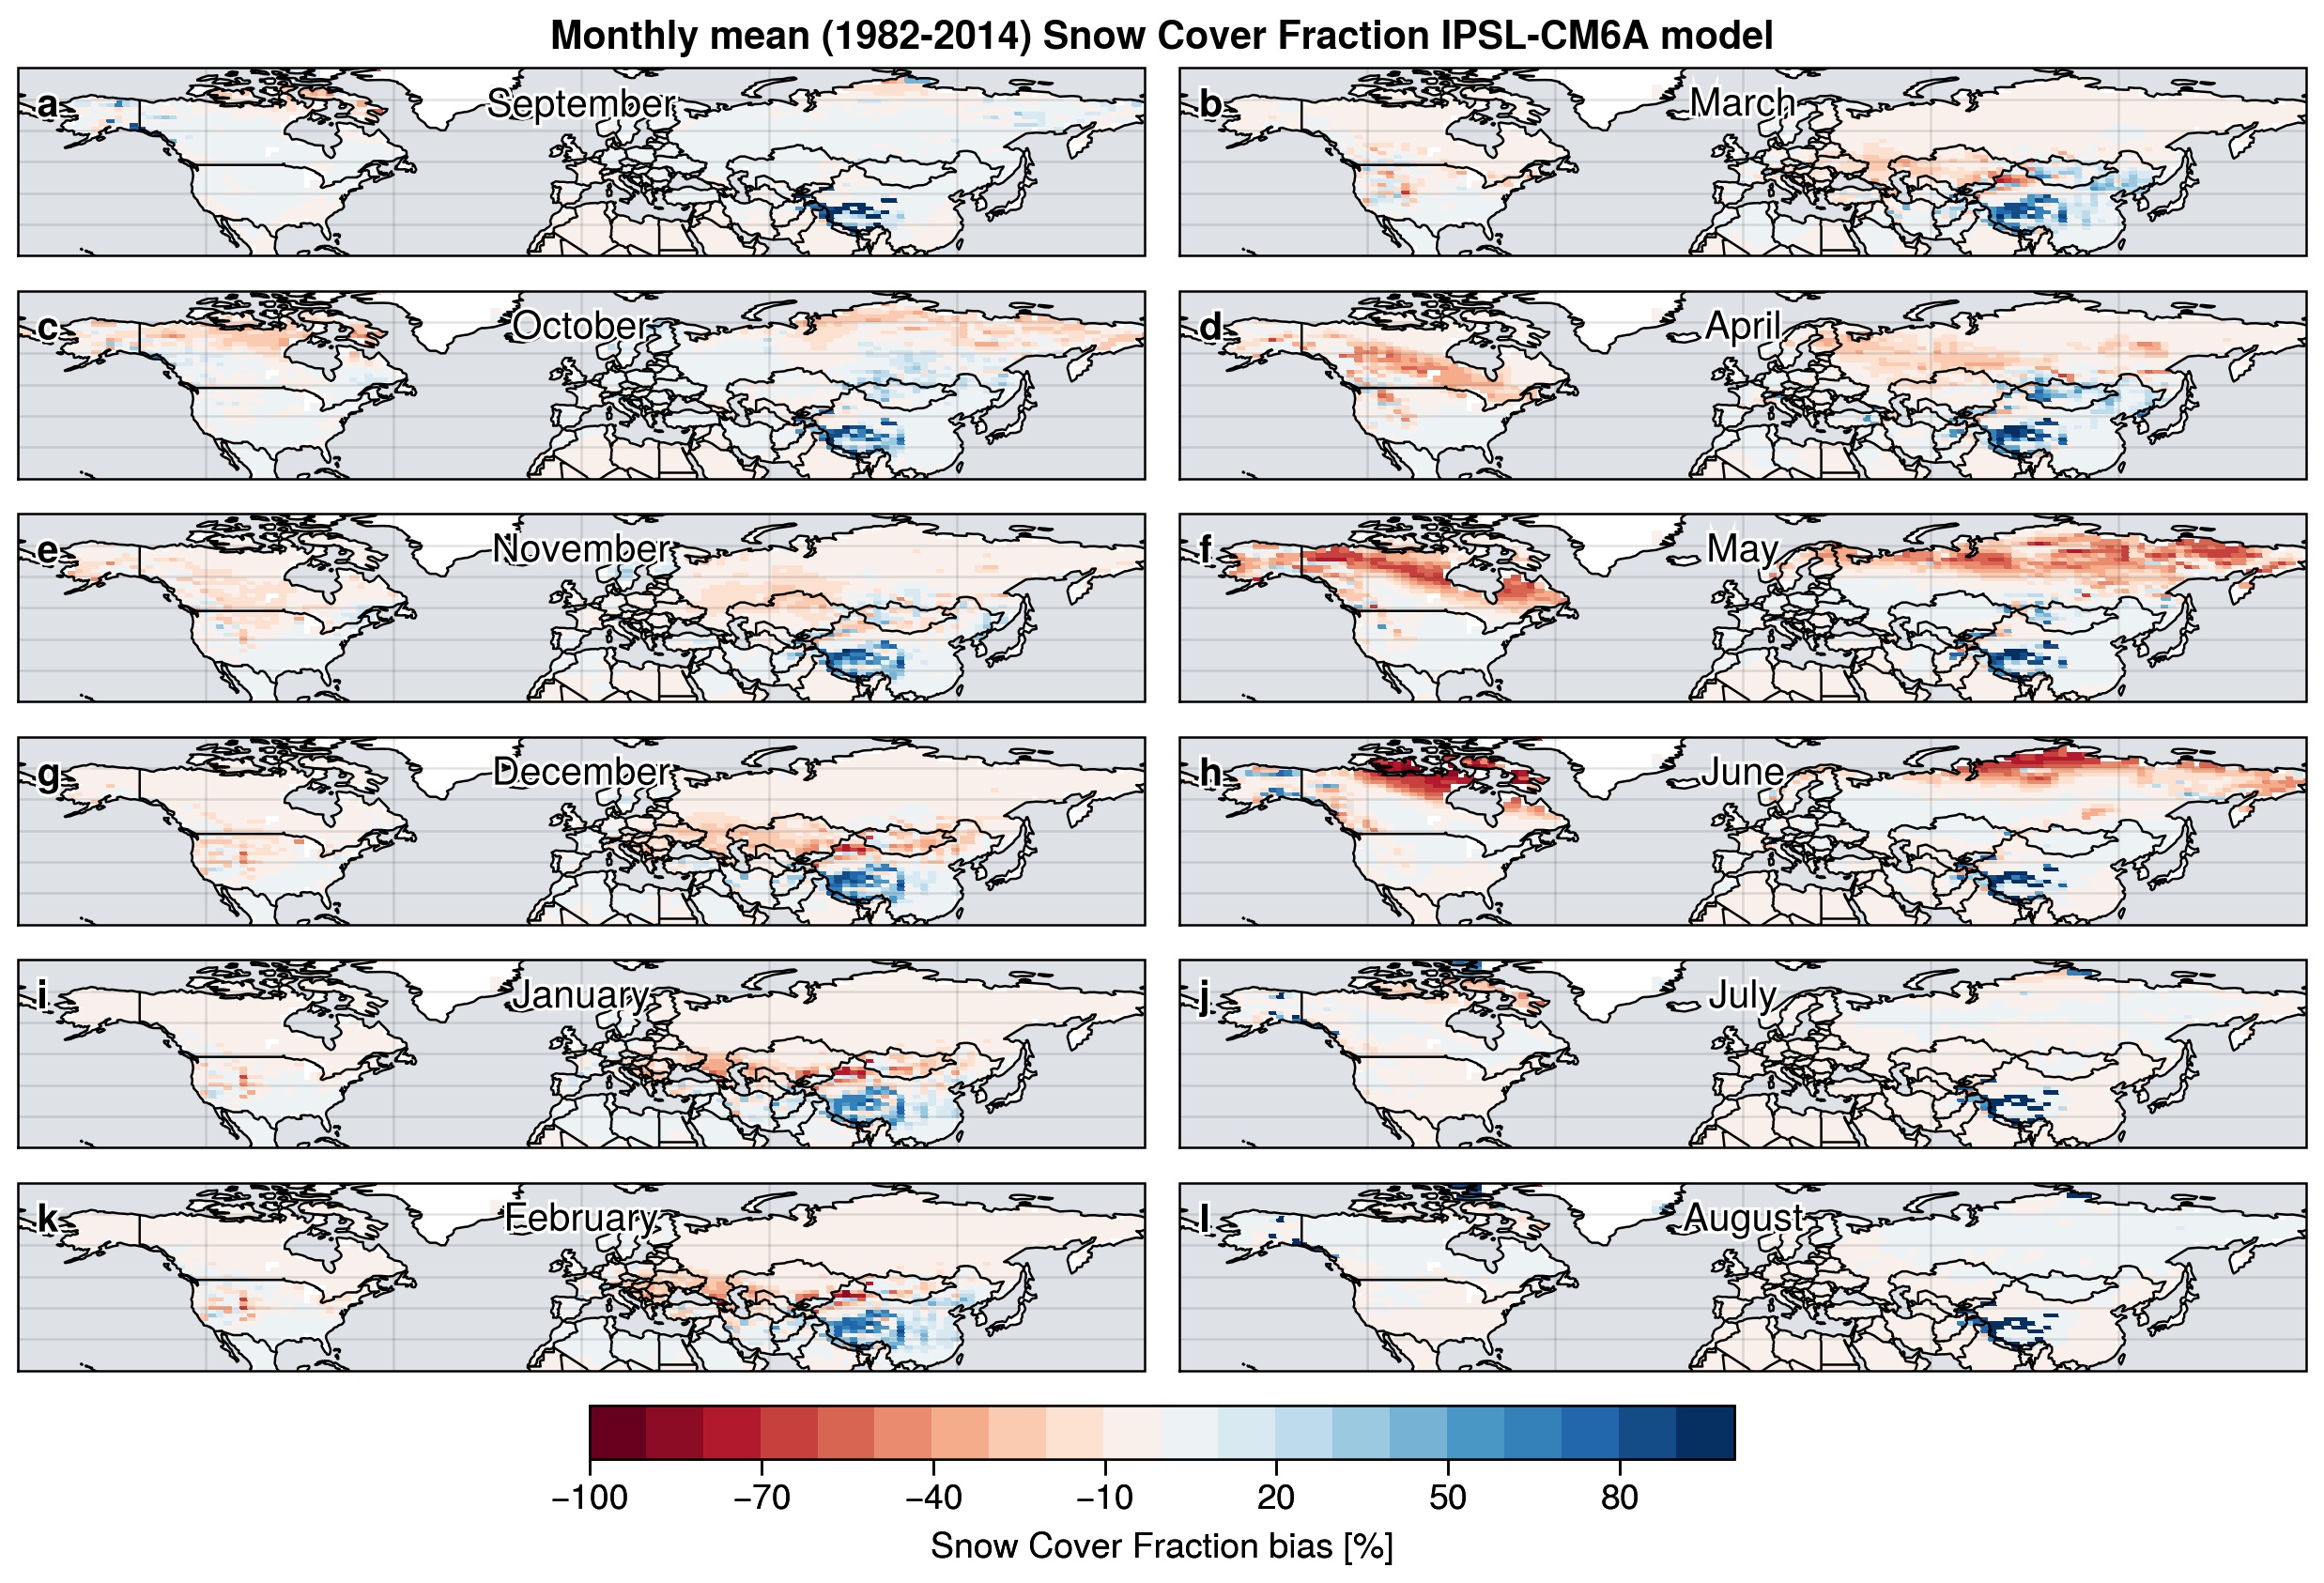 Monthly mean (1982-2014) Snow Cover Fraction IPSL-CM6A model
a
September
b
March
c
October
d
April
e
November
f
May
g
December
h
June
i
January
j
July
k
February
l
August
−100 −70 −40 −10 20 50 80
Snow Cover Fraction bias [%]